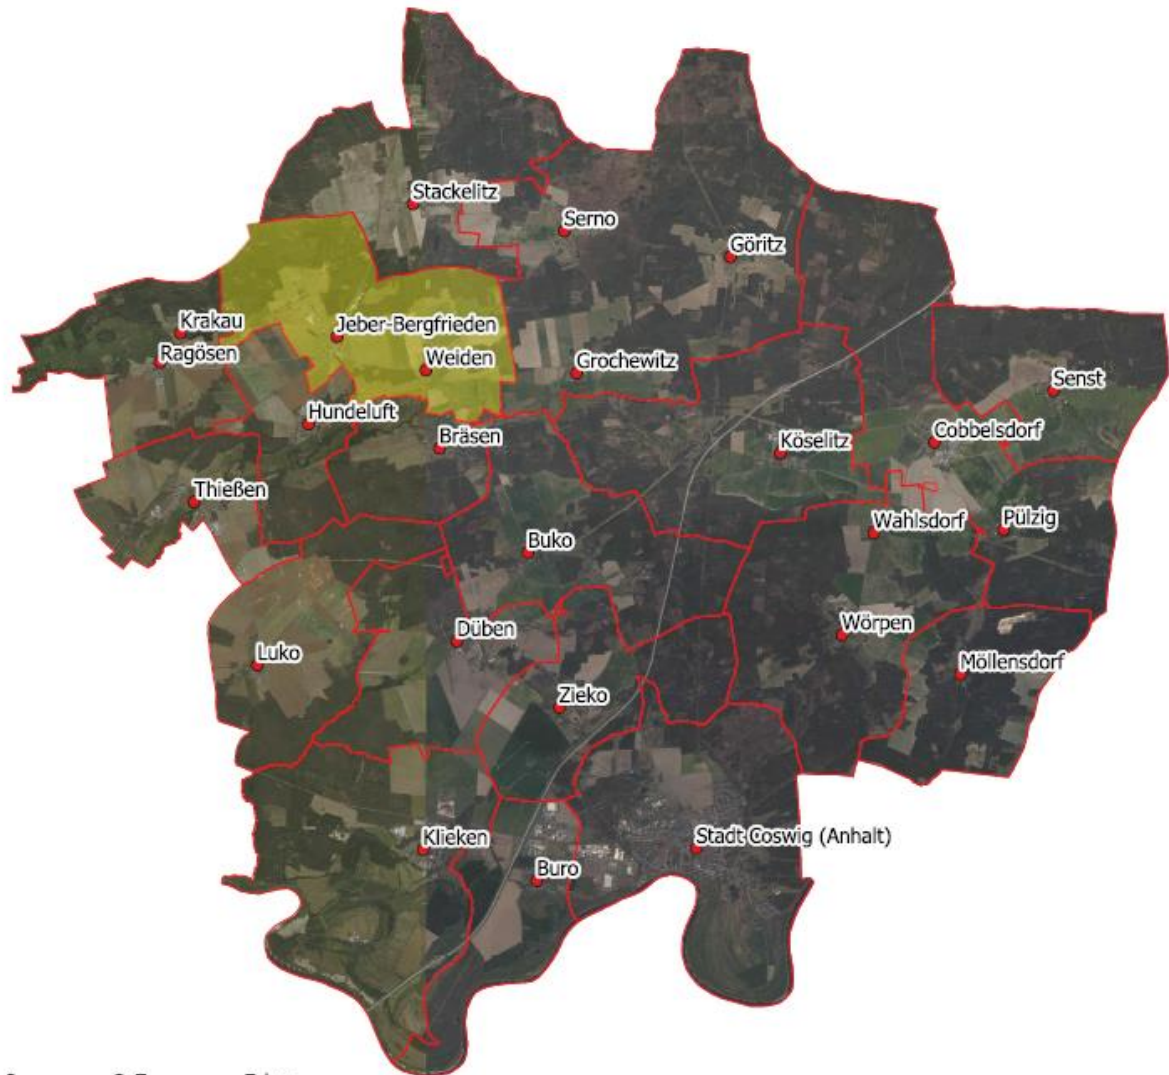 Stackelitz
Serno
Göritz
Krakau
Jeber-Bergfrieden
Ragösen
Weiden
Grochewitz
Senst
Hundeluft
Bräsen
Köselitz
Cobbelsdorf
Thießen
Wahlsdorf
Pülzig
Buko
Düben
Wörpen
Luko
Möllensdorf
Zieko
Klieken
Stadt Coswig (Anhalt)
Buro